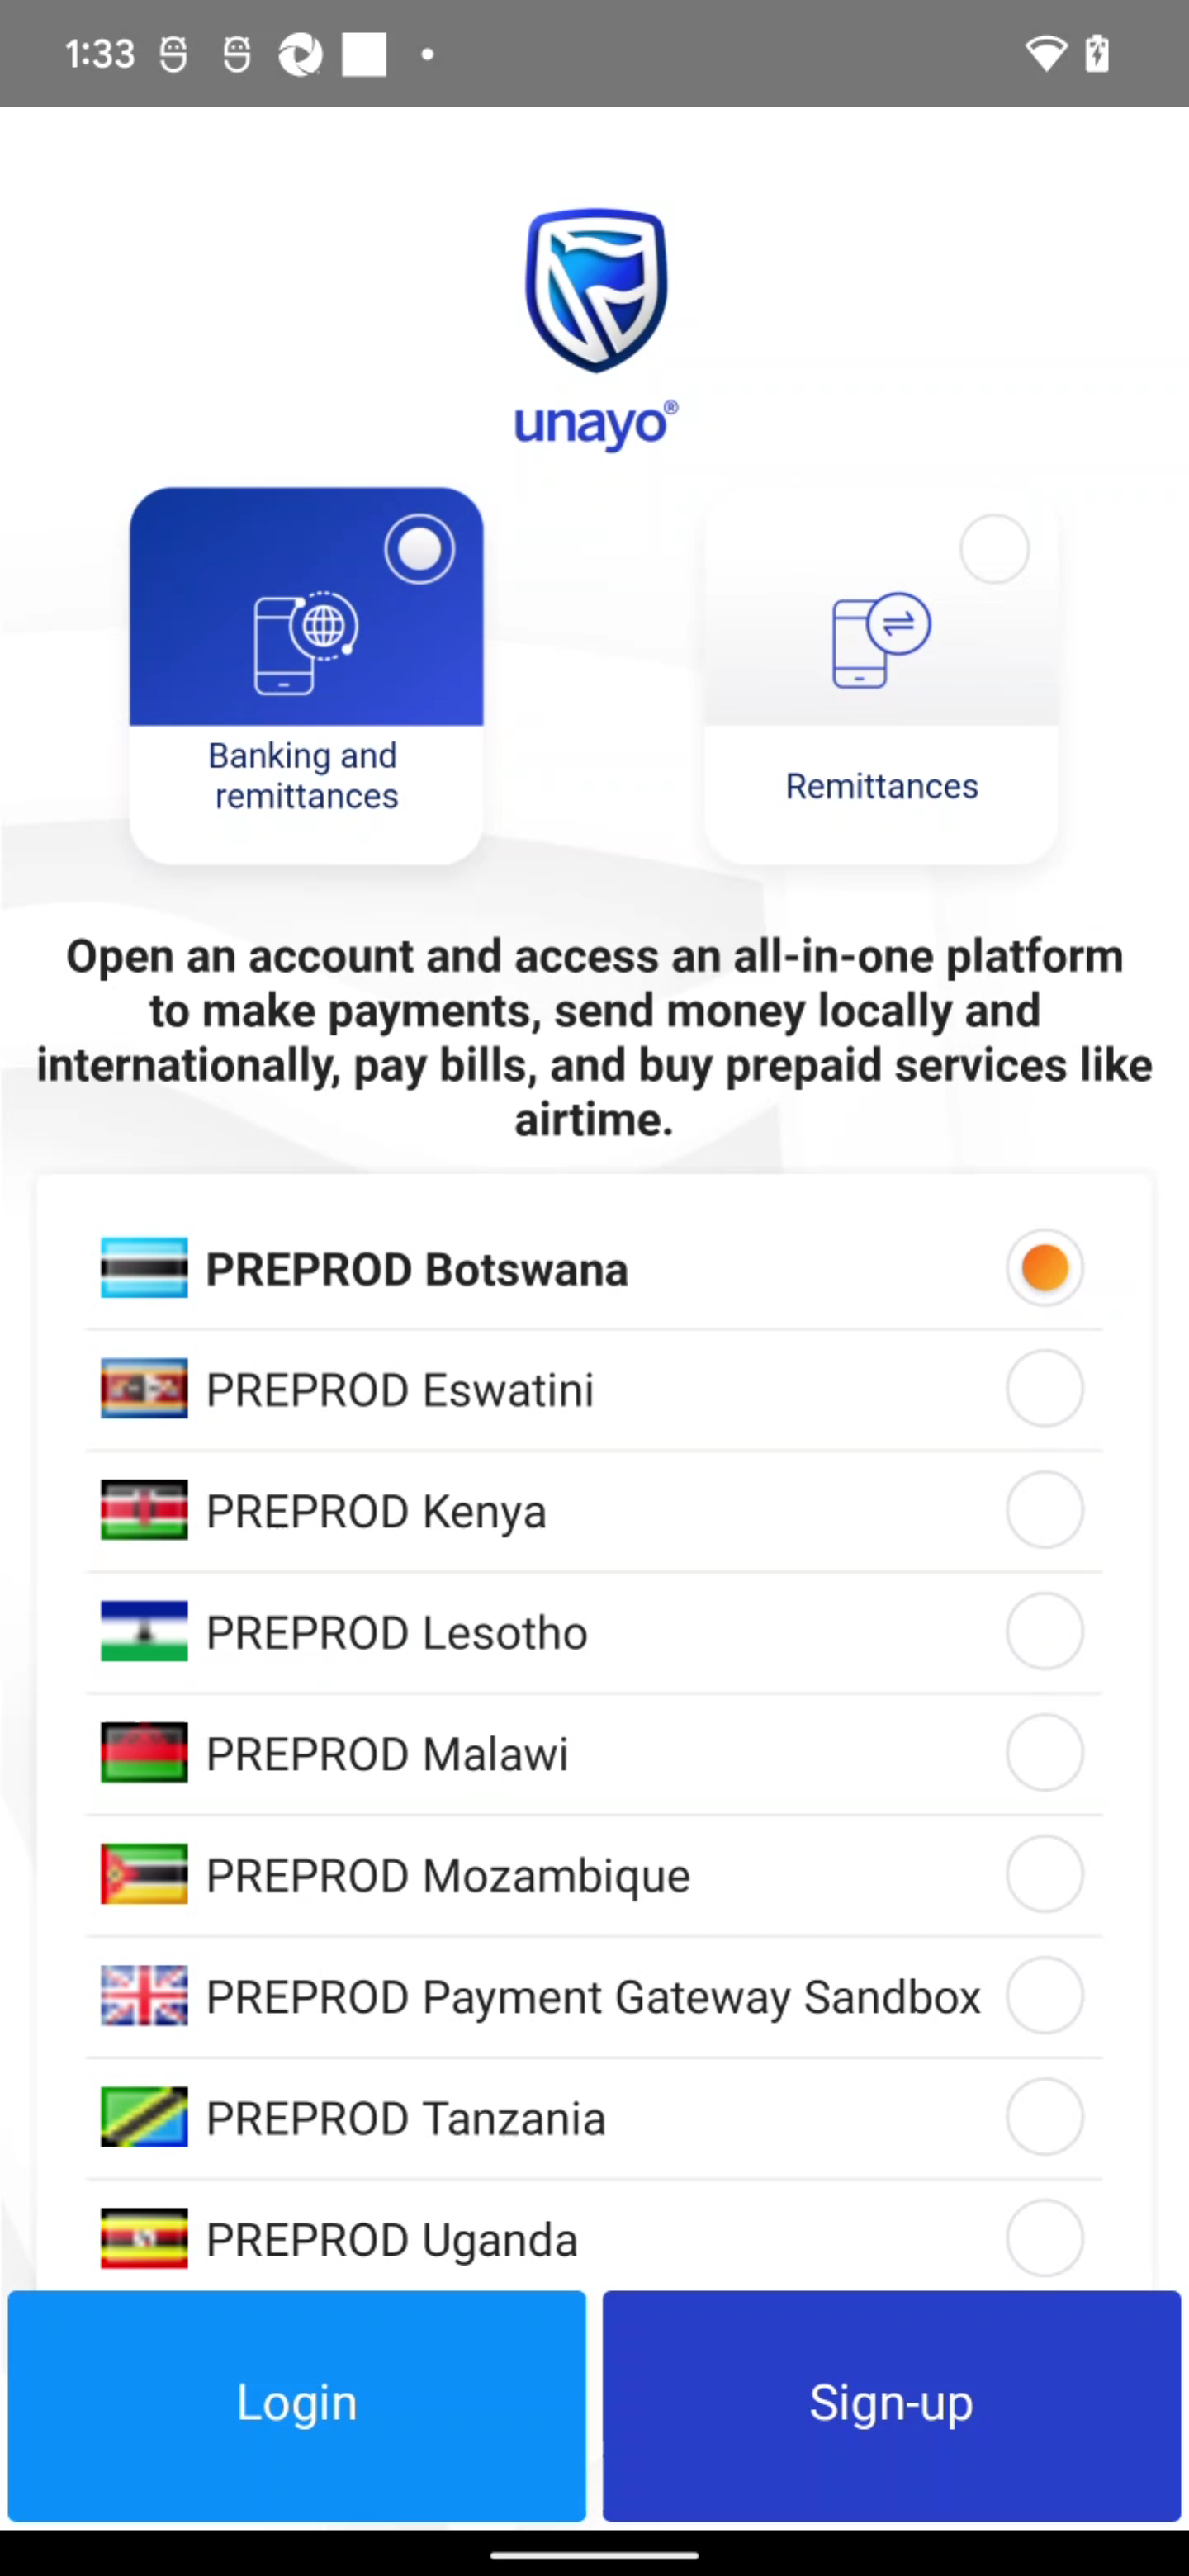 1:33
unayo®
Banking and
remittances
Remittances
Open an account and access an all-in-one platform
to make payments, send money locally and
internationally, pay bills, and buy prepaid services like
airtime.
PREPROD Botswana
PREPROD Eswatini
PREPROD Kenya
PREPROD Lesotho
PREPROD Malawi
PREPROD Mozambique
PREPROD Payment Gateway Sandbox
PREPROD Tanzania
PREPROD Uganda
Login
Sign-up